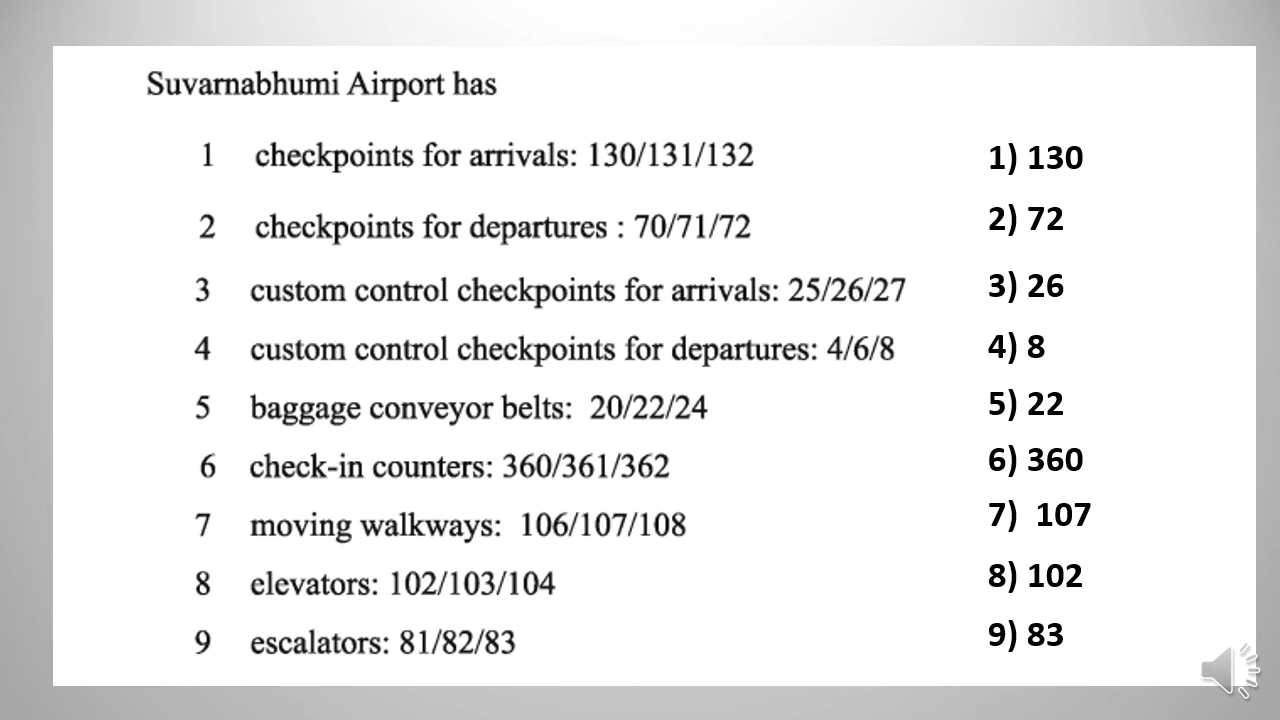 Suvarnabhumi Airport has
1 checkpoints for arrivals: 130/131/132 1) 130
2 checkpoints for departures : 70/71/72 2) 72
3 custom control checkpoints for arrivals: 25/26/27 3) 26
4 custom control checkpoints for departures: 4/6/8 4) 8
5 baggage conveyor belts: 20/22/24 5) 22
6 check-in counters: 360/361/362 6) 360
7 moving walkways: 106/107/108 7) 107
8 elevators: 102/103/104 8) 102
9 escalators: 81/82/83 9) 83